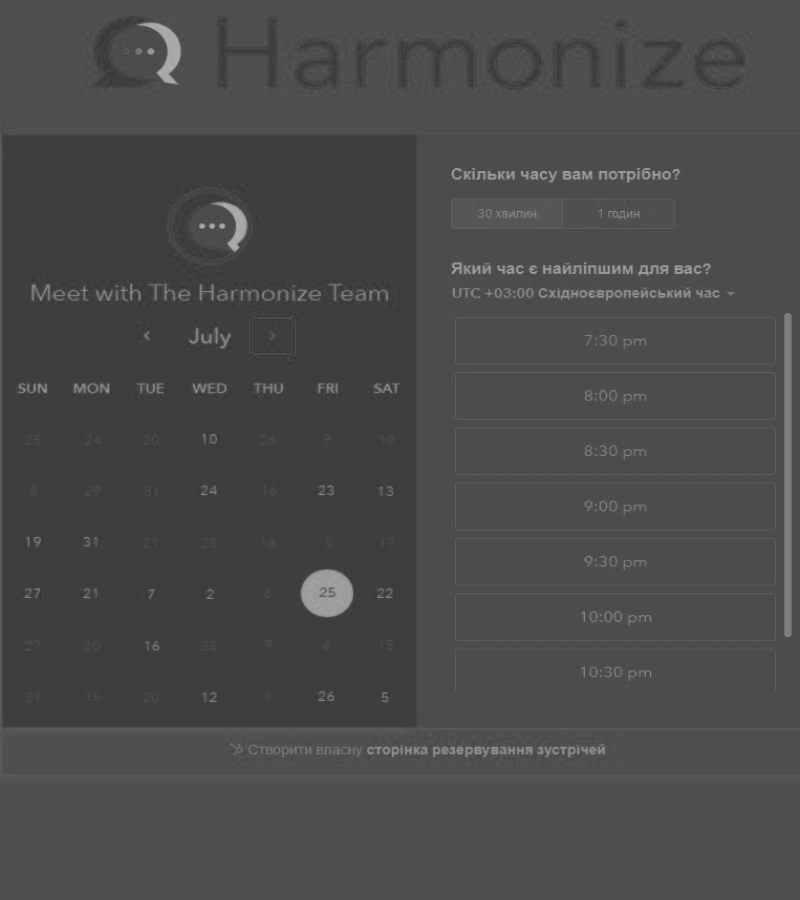 Harmonize
Meet with The Harmonize Team
July
SUN MON TUE WED THU FRI SAT
25 24 20 10 26 9 10
8 29 31 24 16 23 13
19 31 21 28 18 3 17
27 21 7 2 6 25 22
27 20 16 28 9 4 15
21 15 20 12 1 26 5
Скільки часу вам потрібно?
30 хвилин 1 годин
Який час є найліпшим для вас?
UTC +03:00 Східноєвропейський час
7:30 pm
8:00 pm
8:30 pm
9:00 pm
9:30 pm
10:00 pm
10:30 pm
Створити власну сторінка резервування зустрічей